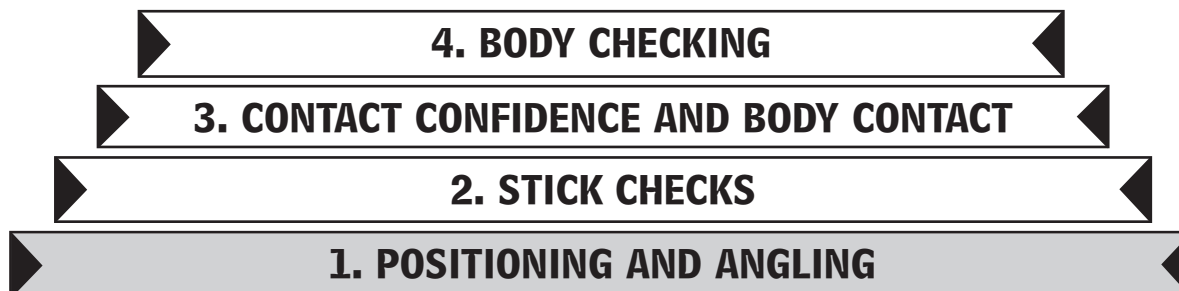 4. BODY CHECKING
3. CONTACT CONFIDENCE AND BODY CONTACT
2. STICK CHECKS
1. POSITIONING AND ANGLING